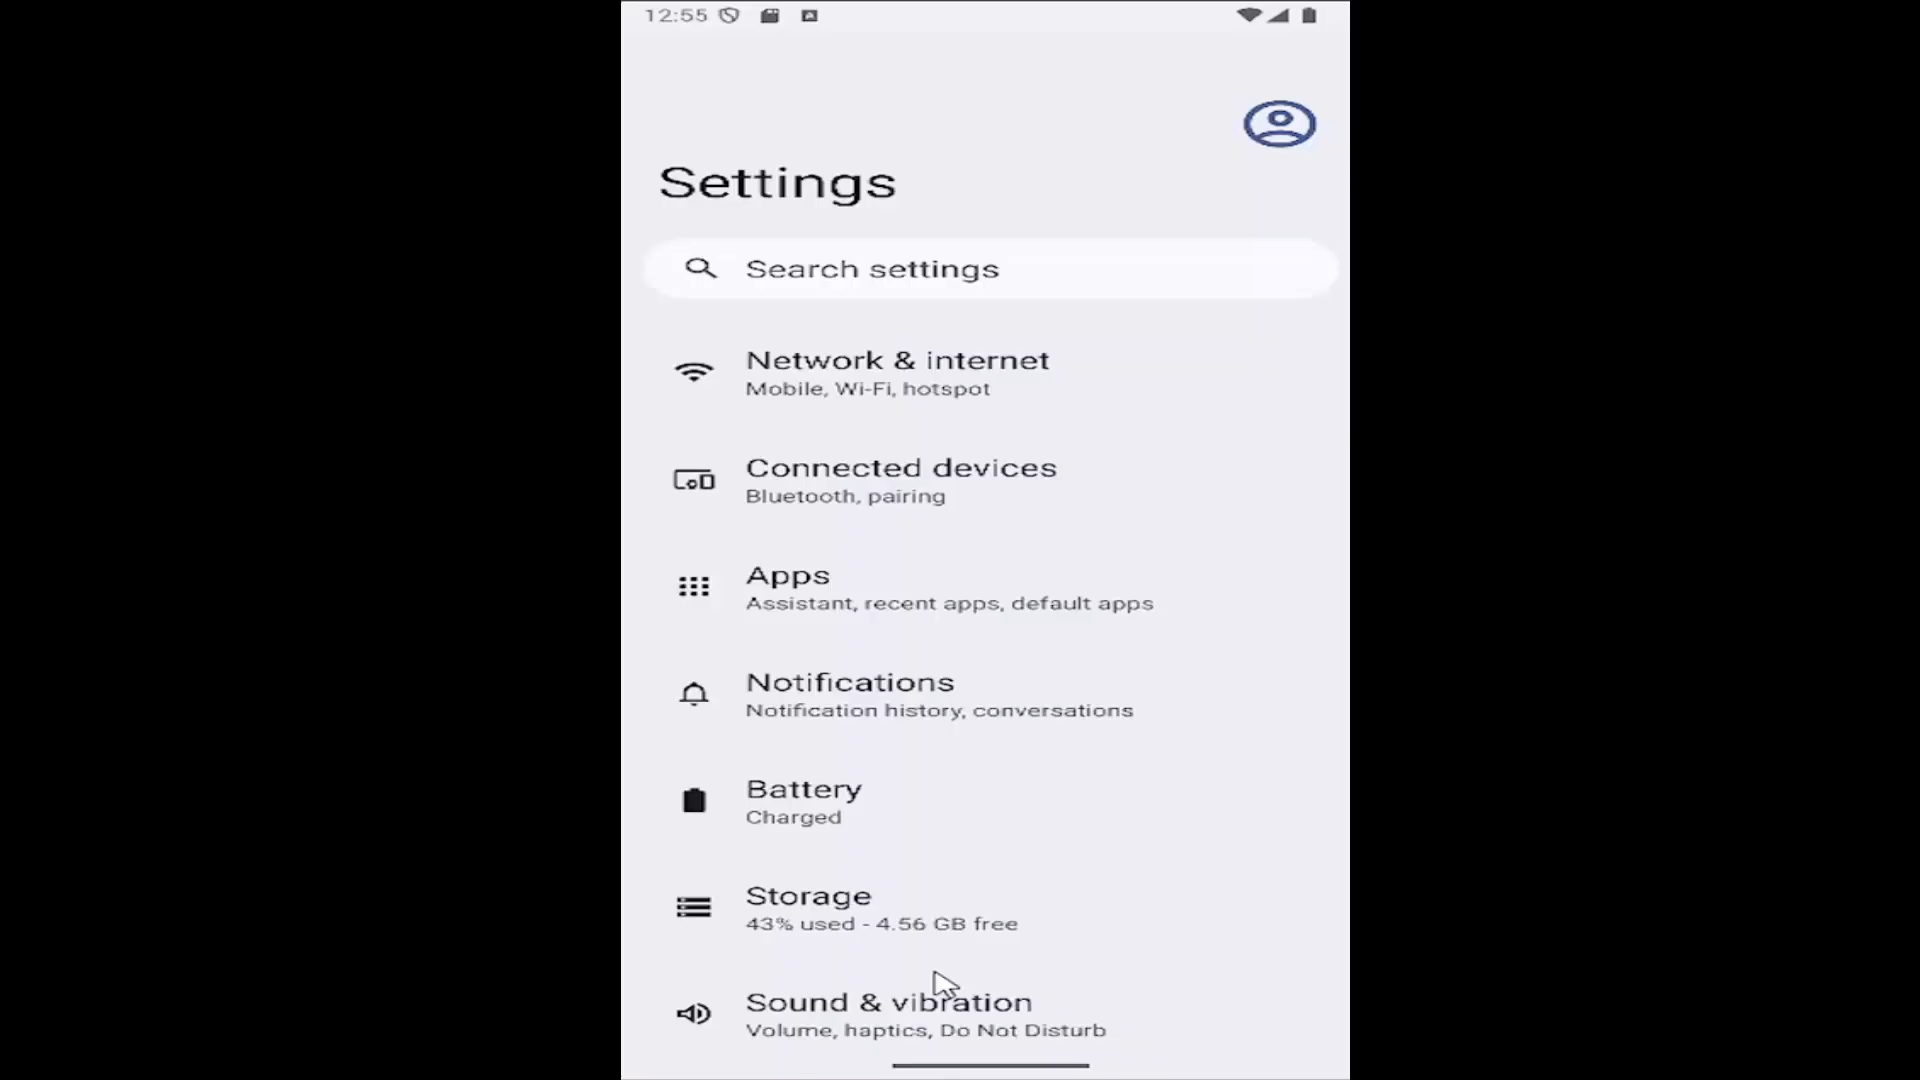 12:55
Settings
Search settings
Network & internet
Mobile, Wi-Fi, hotspot
Connected devices
Bluetooth, pairing
Apps
Assistant, recent apps, default apps
Notifications
Notification history, conversations
Battery
Charged
Storage
43% used - 4.56 GB free
Sound & vibration
Volume, haptics, Do Not Disturb